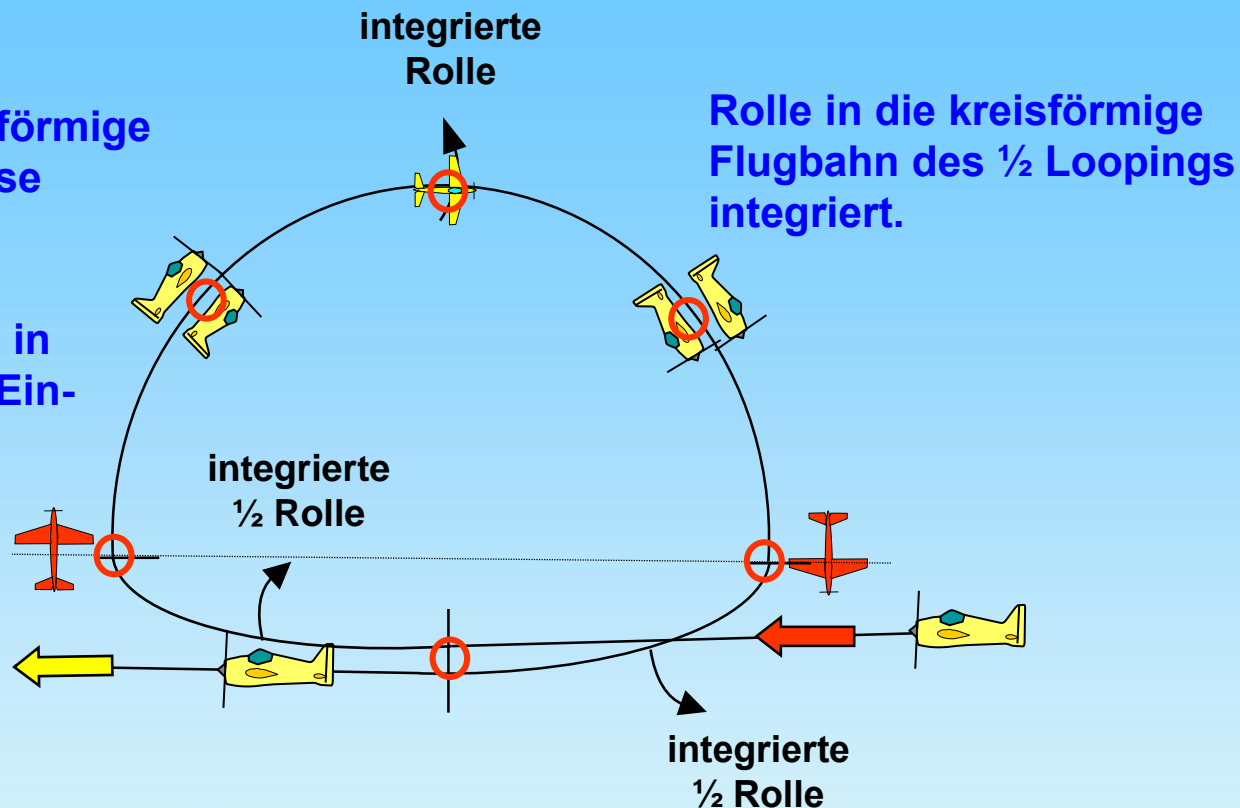 integrierte
Rolle
förmige
se
Rolle in die kreisförmige
Flugbahn des ½ Loopings
integriert.
in
Ein-
integrierte
½ Rolle
integrierte
½ Rolle